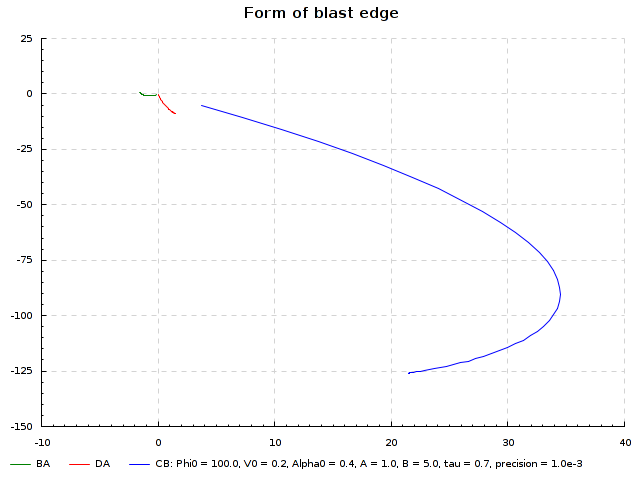 Form of blast edge
25
0
-25
-50
-75
-100
-125
-150
-10 0 10 20 30 40
BA DA CB: Phi0 = 100.0, V0 = 0.2, Alpha0 = 0.4, A = 1.0, B = 5.0, tau = 0.7, precision = 1.0e-3